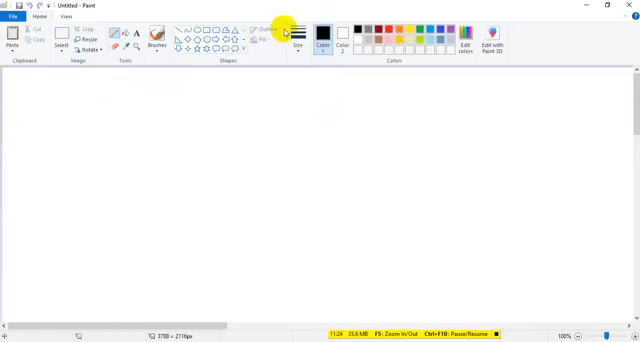 Untitled - Paint
File Home View
Paste
Cut
Copy
Clipboard
Select
Crop
Resize
Rotate
Image
A
Tools
Brushes
Shapes
Outline
Fill
Size
Color 1
Color 2
Colors
Edit colors
Edit with Paint 3D
3788 × 2116px
11:24 35,6 MB F5: Zoom In/Out Ctrl+F10: Pause/Resume
100%